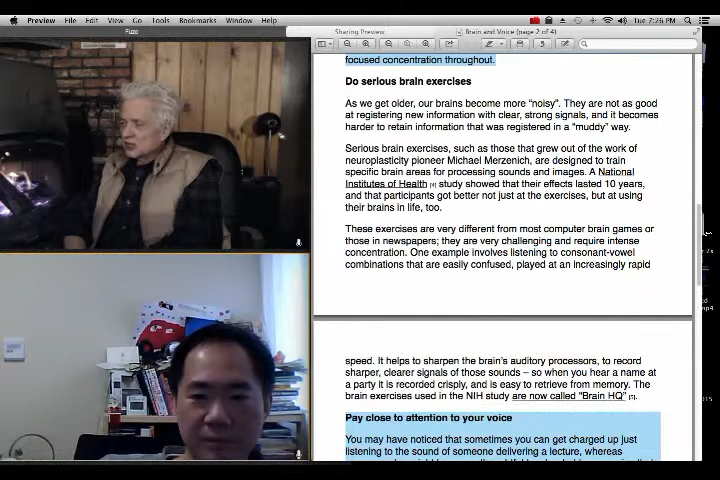 Preview File Edit View Go Tools Bookmarks Window Help
Tue 7:26 PM
Fuze
Sharing Preview
Brain and Voice (page 2 of 4)
focused concentration throughout.
Do serious brain exercises
As we get older, our brains become more “noisy”. They are not as good
at registering new information with clear, strong signals, and it becomes
harder to retain information that was registered in a “muddy” way.
Serious brain exercises, such as those that grew out of the work of
neuroplasticity pioneer Michael Merzenich, are designed to train
specific brain areas for processing sounds and images. A National
Institutes of Health study showed that their effects lasted 10 years,
and that participants got better not just at the exercises, but at using
their brains in life, too.
These exercises are very different from most computer brain games or
those in newspapers; they are very challenging and require intense
concentration. One example involves listening to consonant-vowel
combinations that are easily confused, played at an increasingly rapid
speed. It helps to sharpen the brain’s auditory processors, to record
sharper, clearer signals of those sounds – so when you hear a name at
a party it is recorded crisply, and is easy to retrieve from memory. The
brain exercises used in the NIH study are now called “Brain HQ”
Pay close to attention to your voice
You may have noticed that sometimes you can get charged up just
listening to the sound of someone delivering a lecture, whereas